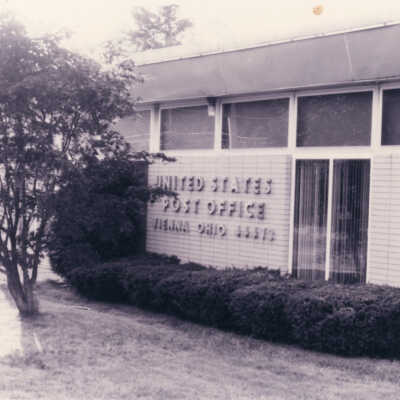 UNITED STATES
POST OFFICE
VIENNA OHIO 44473